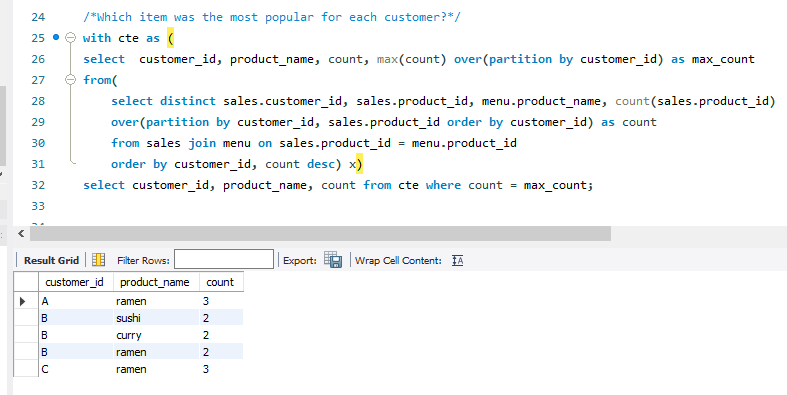 24 /*Which item was the most popular for each customer?*/
25 with cte as (
26 select customer_id, product_name, count, max(count) over(partition by customer_id) as max_count
27 from(
28 select distinct sales.customer_id, sales.product_id, menu.product_name, count(sales.product_id)
29 over(partition by customer_id, sales.product_id order by customer_id) as count
30 from sales join menu on sales.product_id = menu.product_id
31 order by customer_id, count desc) x)
32 select customer_id, product_name, count from cte where count = max_count;
33
Result Grid Filter Rows: Export: Wrap Cell Content: IA
customer_id product_name count
A ramen 3
B sushi 2
B curry 2
B ramen 2
C ramen 3